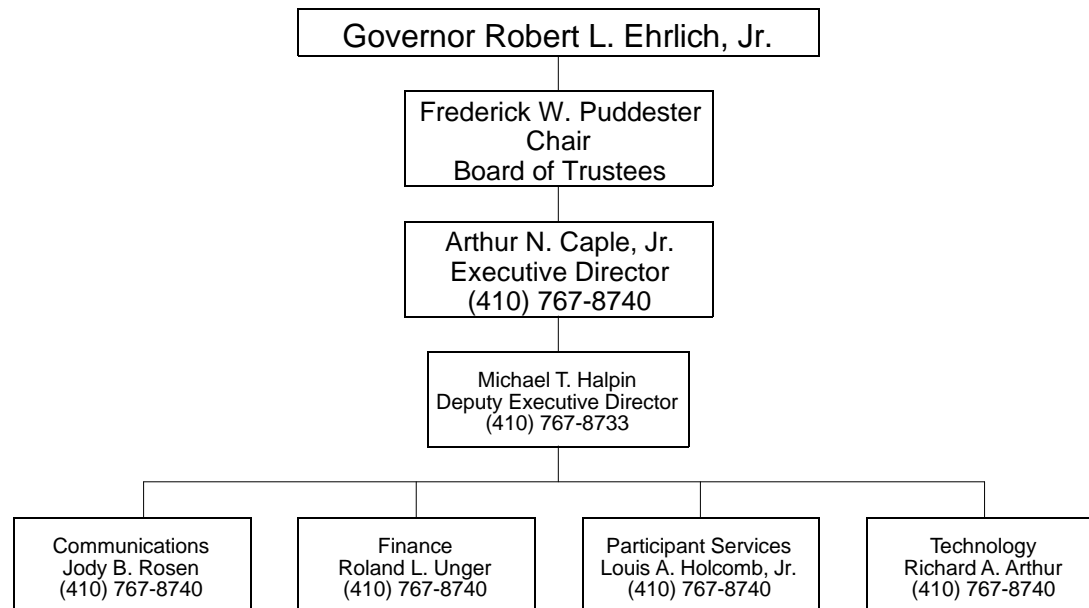 Governor Robert L. Ehrlich, Jr.
Frederick W. Puddester
Chair
Board of Trustees
Arthur N. Caple, Jr.
Executive Director
(410) 767-8740
Michael T. Halpin
Deputy Executive Director
(410) 767-8733
Communications
Jody B. Rosen
(410) 767-8740
Finance
Roland L. Unger
(410) 767-8740
Participant Services
Louis A. Holcomb, Jr.
(410) 767-8740
Technology
Richard A. Arthur
(410) 767-8740